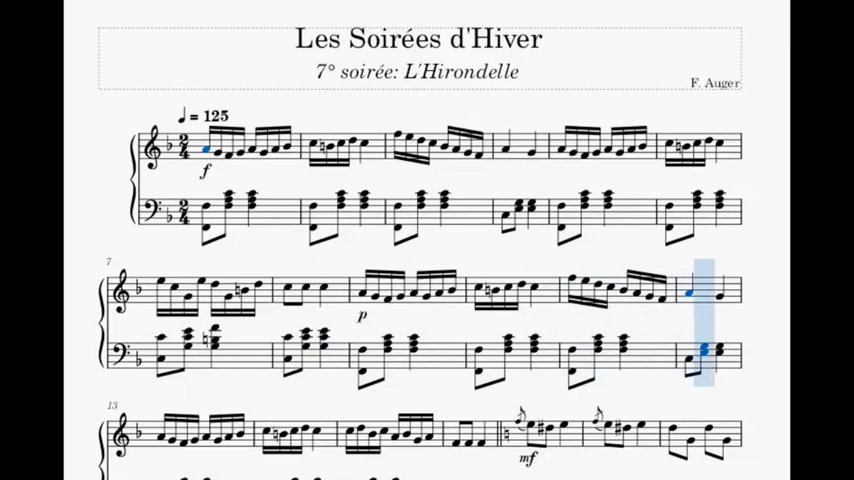 Les Soirées d'Hiver
7° soirée: L'Hirondelle
F. Auger
♩ = 125
f
7
p
13
mf